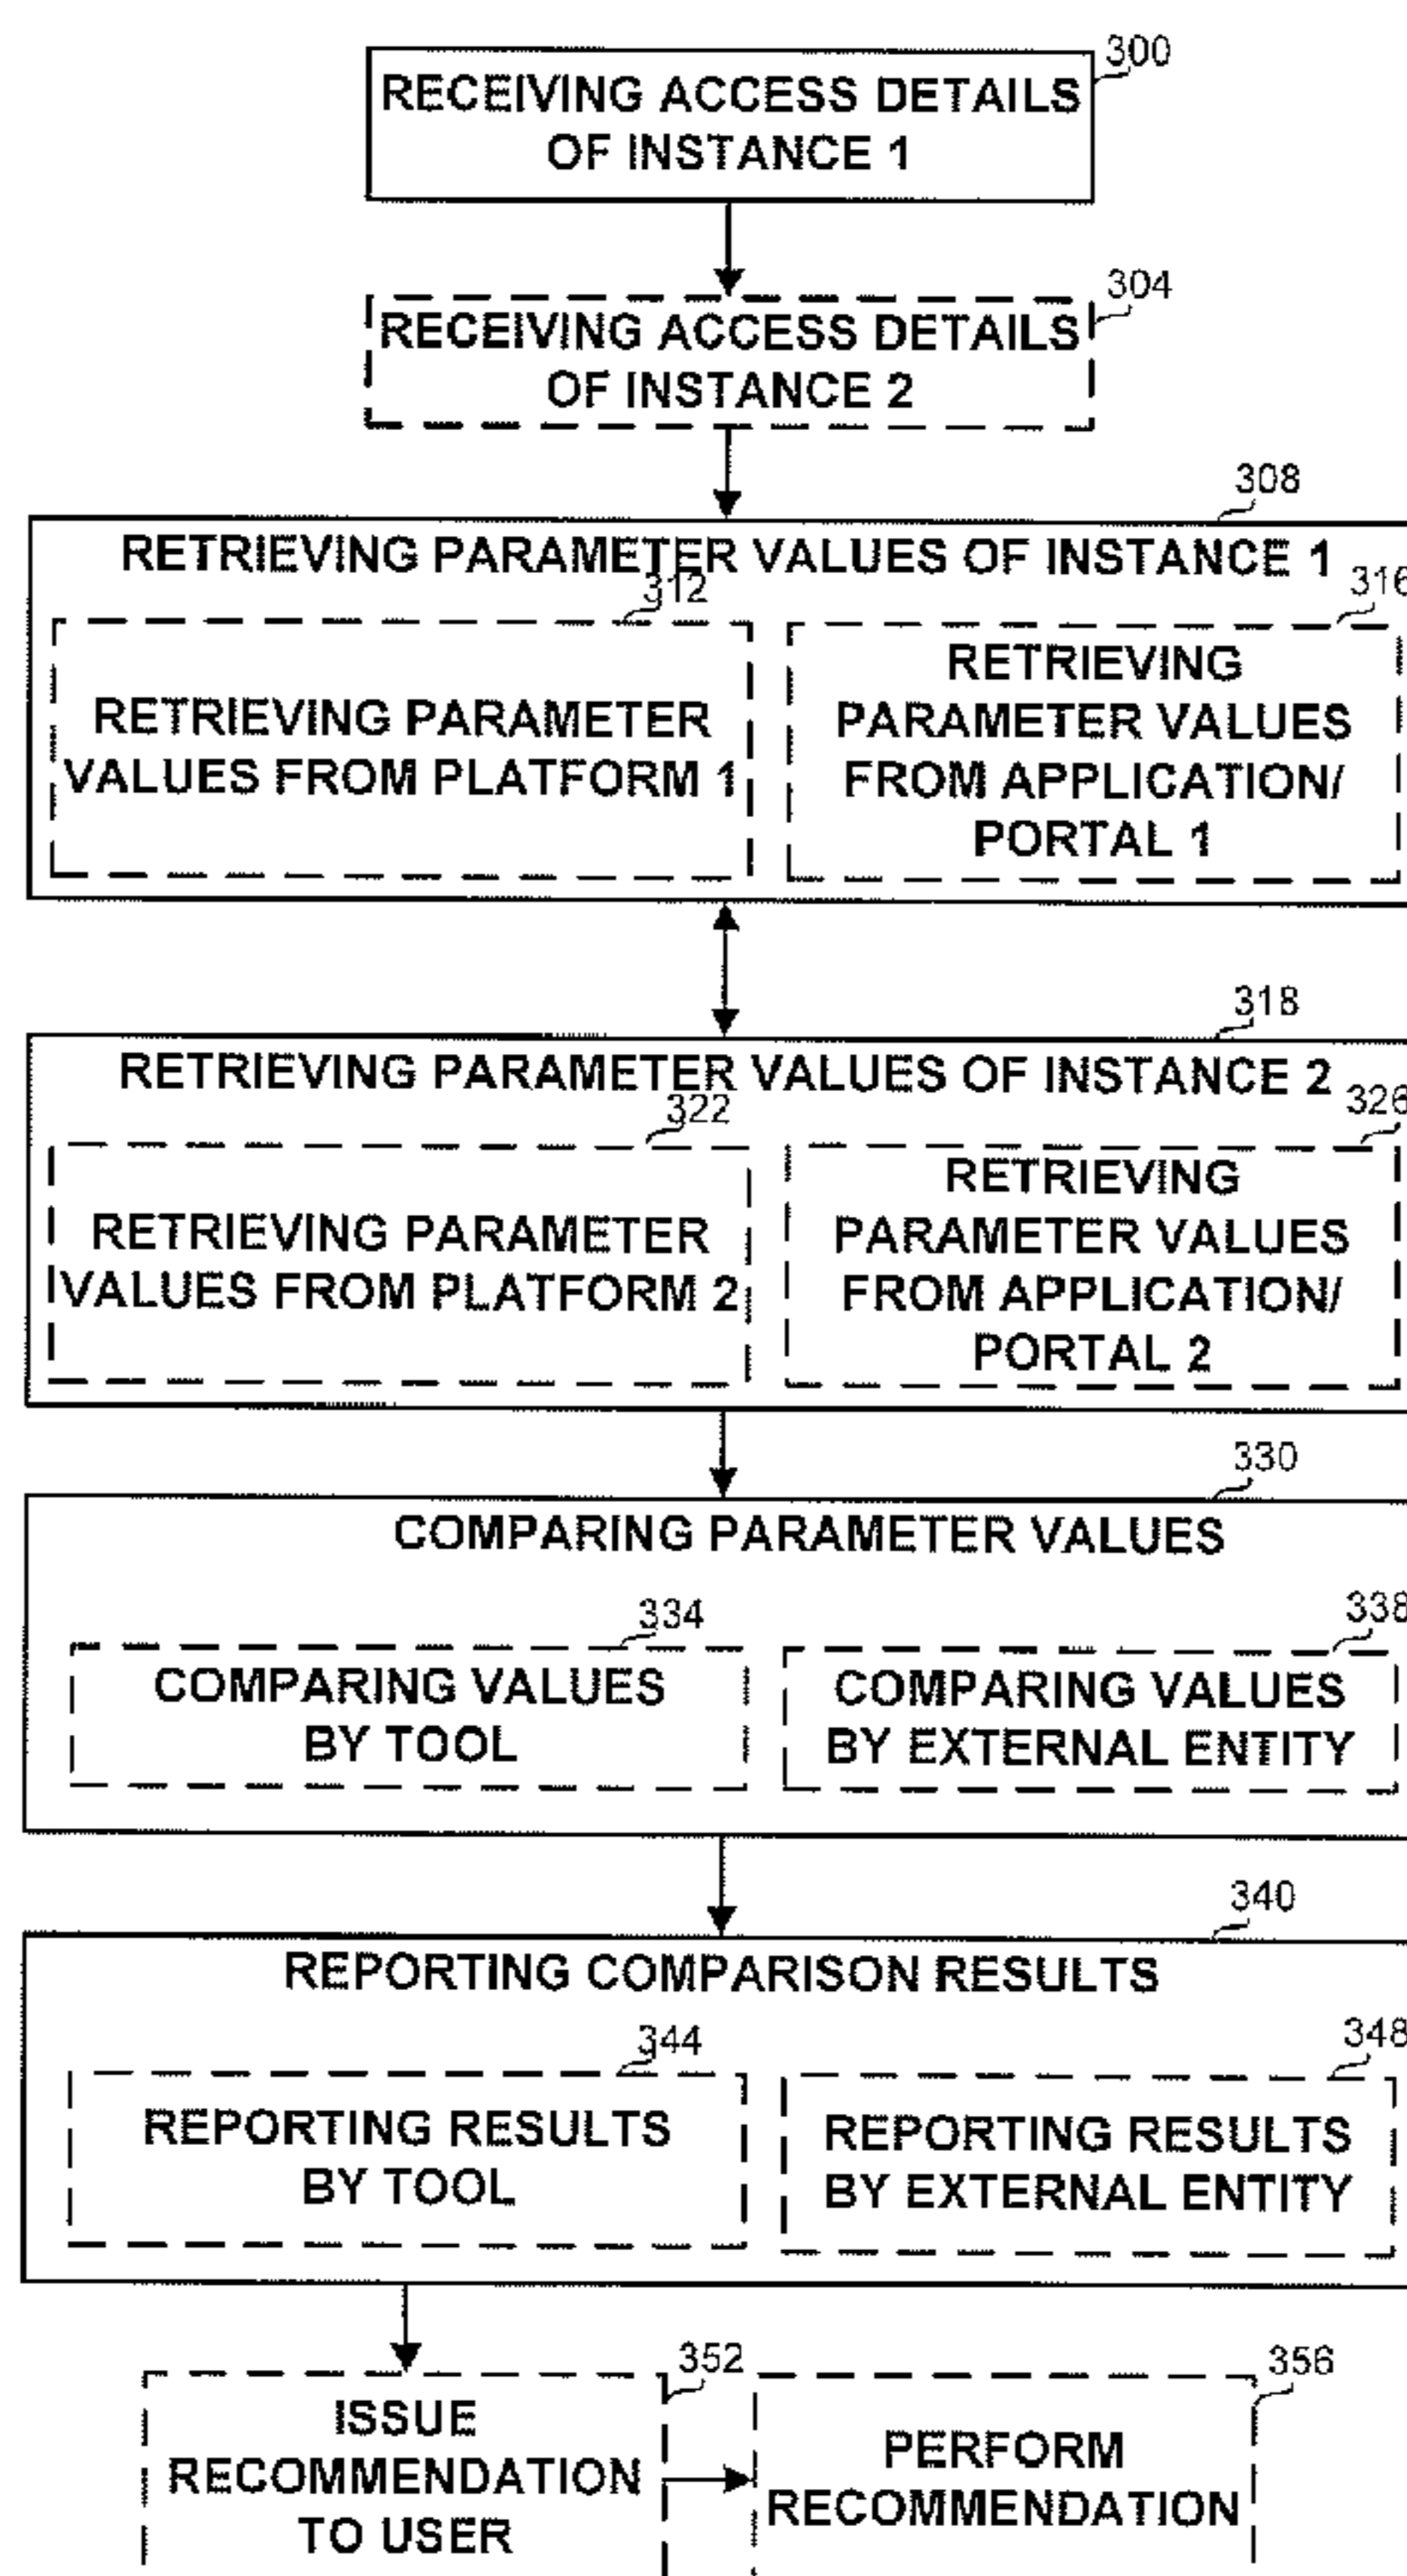 300
RECEIVING ACCESS DETAILS
OF INSTANCE 1
304
RECEIVING ACCESS DETAILS
OF INSTANCE 2
308
RETRIEVING PARAMETER VALUES OF INSTANCE 1
312
RETRIEVING PARAMETER
VALUES FROM PLATFORM 1
316
RETRIEVING
PARAMETER VALUES
FROM APPLICATION/
PORTAL 1
318
RETRIEVING PARAMETER VALUES OF INSTANCE 2
322
RETRIEVING PARAMETER
VALUES FROM PLATFORM 2
326
RETRIEVING
PARAMETER VALUES
FROM APPLICATION/
PORTAL 2
330
COMPARING PARAMETER VALUES
334
COMPARING VALUES
BY TOOL
338
COMPARING VALUES
BY EXTERNAL ENTITY
340
REPORTING COMPARISON RESULTS
344
REPORTING RESULTS
BY TOOL
348
REPORTING RESULTS
BY EXTERNAL ENTITY
352
ISSUE
RECOMMENDATION
TO USER
356
PERFORM
RECOMMENDATION